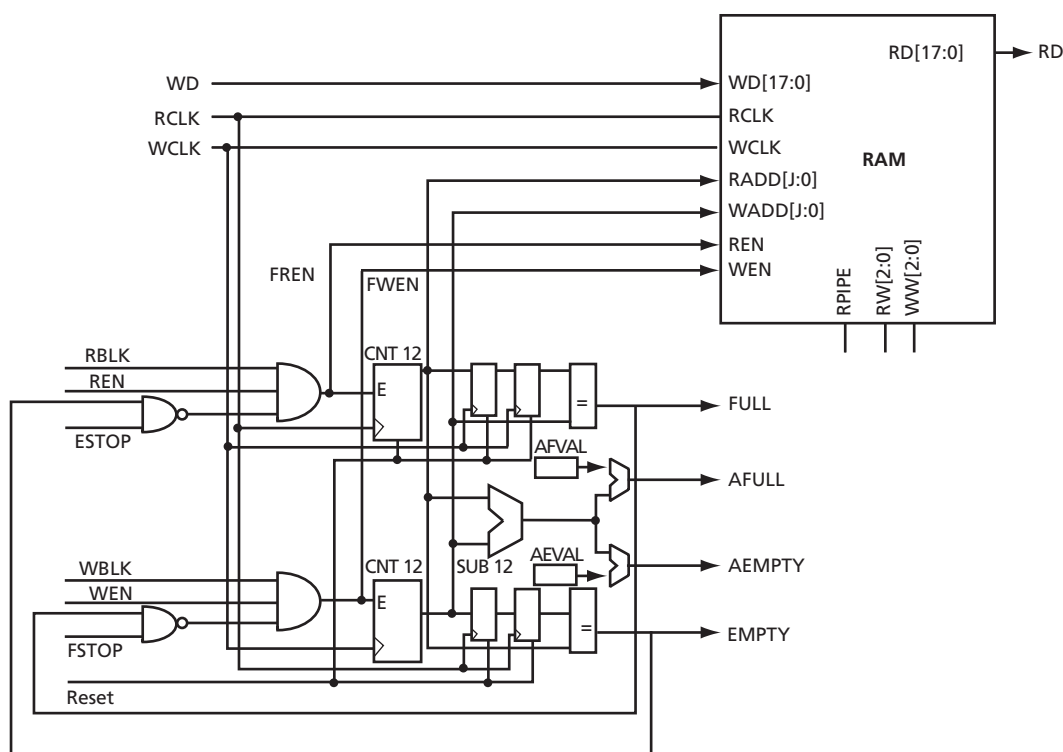 RD[17:0]
RD
WD
WD[17:0]
RCLK
RCLK
WCLK
WCLK
RAM
RADD[J:0]
WADD[J:0]
REN
FREN
FWEN
WEN
RPIPE
RW[2:0]
WW[2:0]
RBLK
CNT 12
REN
E
=
FULL
ESTOP
AFVAL
AFULL
WBLK
CNT 12
SUB 12
AEVAL
AEMPTY
WEN
E
=
EMPTY
FSTOP
Reset